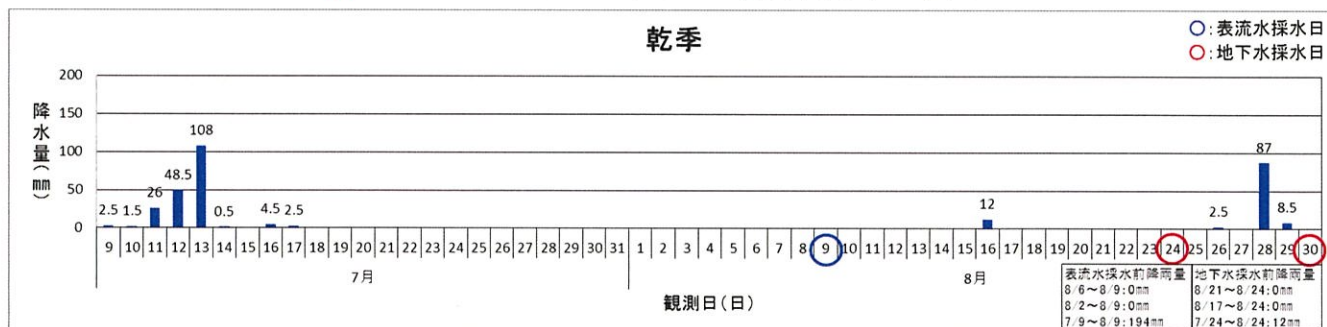 乾季
○:表流水採水日
○:地下水採水日
降水量(㎜)
200
150
100
50
0
2.5 1.5 26 48.5 108 0.5 4.5 2.5 12 2.5 87 8.5
9 10 11 12 13 14 15 16 17 18 19 20 21 22 23 24 25 26 27 28 29 30 31 1 2 3 4 5 6 7 8 9 10 11 12 13 14 15 16 17 18 19 20 21 22 23 24 25 26 27 28 29 30
7月 8月
観測日(日)
表流水採水前降雨量
8/6~8/9:0㎜
8/2~8/9:0㎜
7/9~8/9:194㎜
地下水採水前降雨量
8/21~8/24:0㎜
8/17~8/24:0㎜
7/24~8/24:12㎜